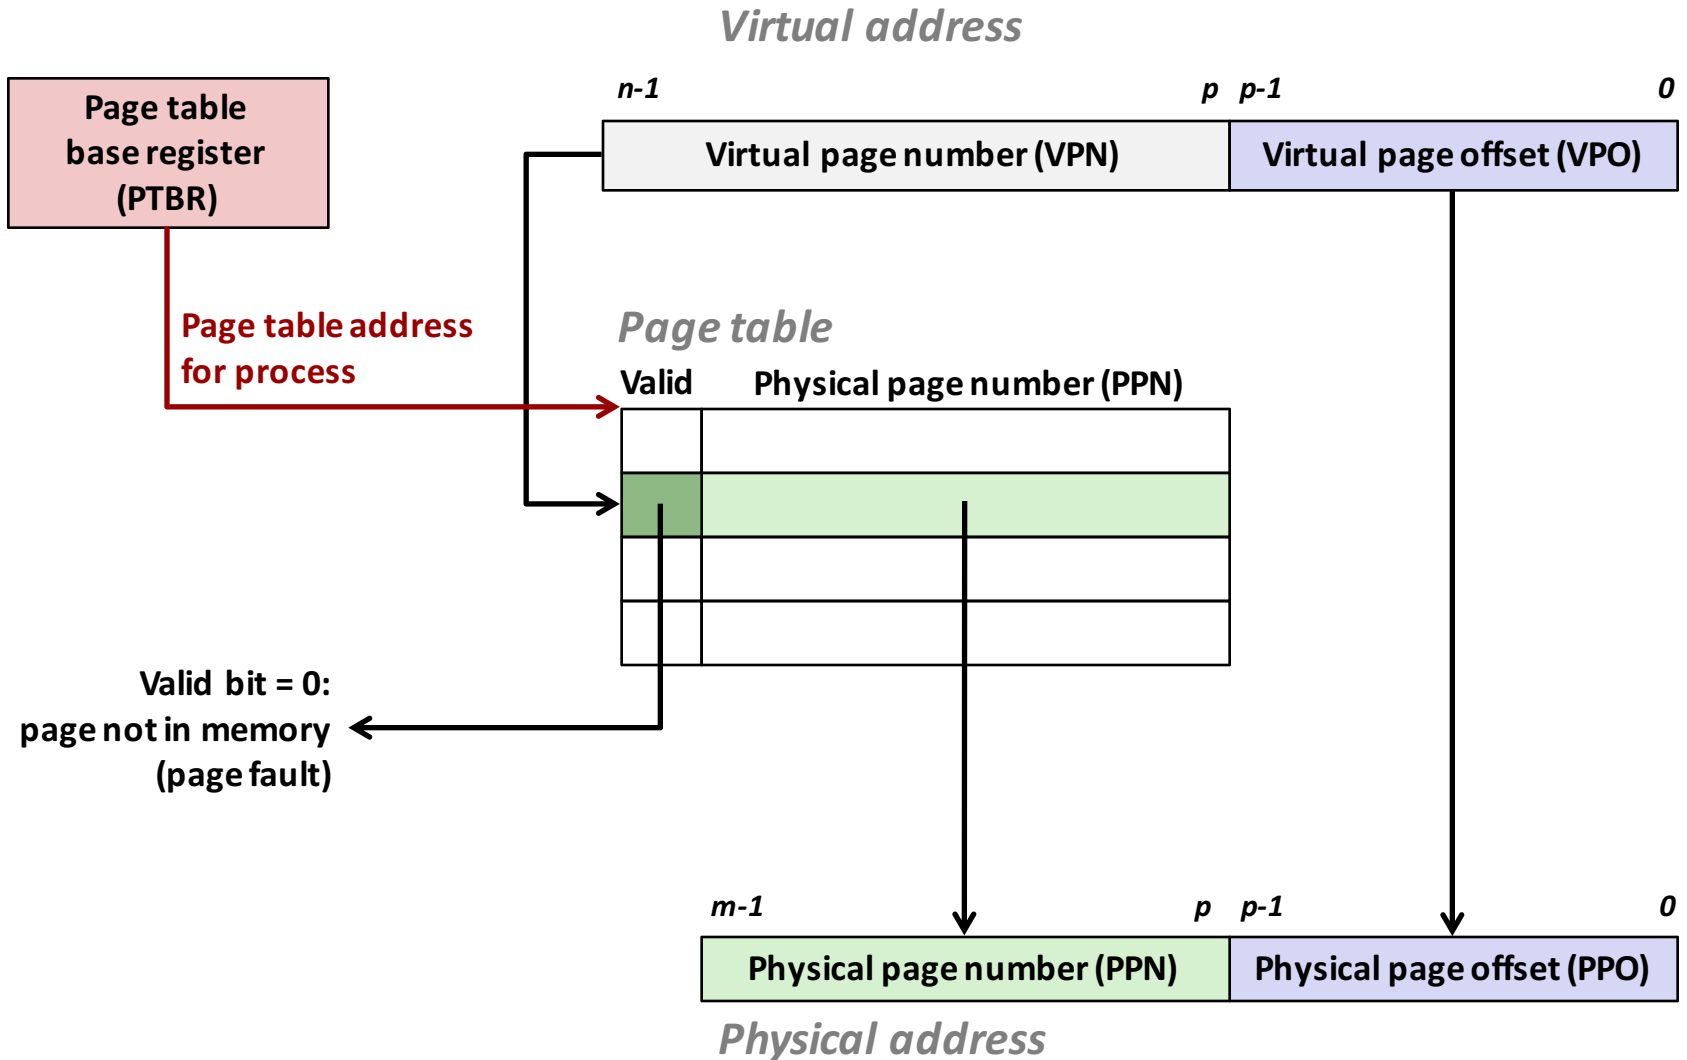 Virtual address
n-1 p p-1 0
Page table
base register
(PTBR)
Virtual page number (VPN) Virtual page offset (VPO)
Page table address
for process
Page table
Valid Physical page number (PPN)
Valid bit = 0:
page not in memory
(page fault)
m-1 p p-1 0
Physical page number (PPN) Physical page offset (PPO)
Physical address